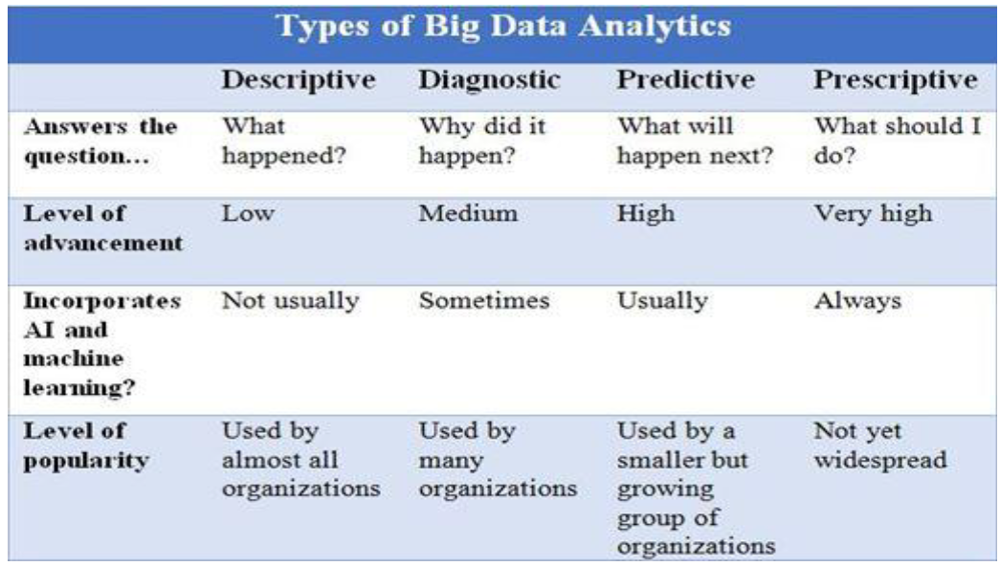 Types of Big Data Analytics
Descriptive Diagnostic Predictive Prescriptive
Answers the What Why did it What will What should I
question... happened? happen? happen next? do?
Level of Low Medium High Very high
advancement
Incorporates Not usually Sometimes Usually Always
AI and
machine
learning?
Level of Used by Used by Used by a Not yet
popularity almost all many smaller but widespread
organizations organizations growing
group of
organizations